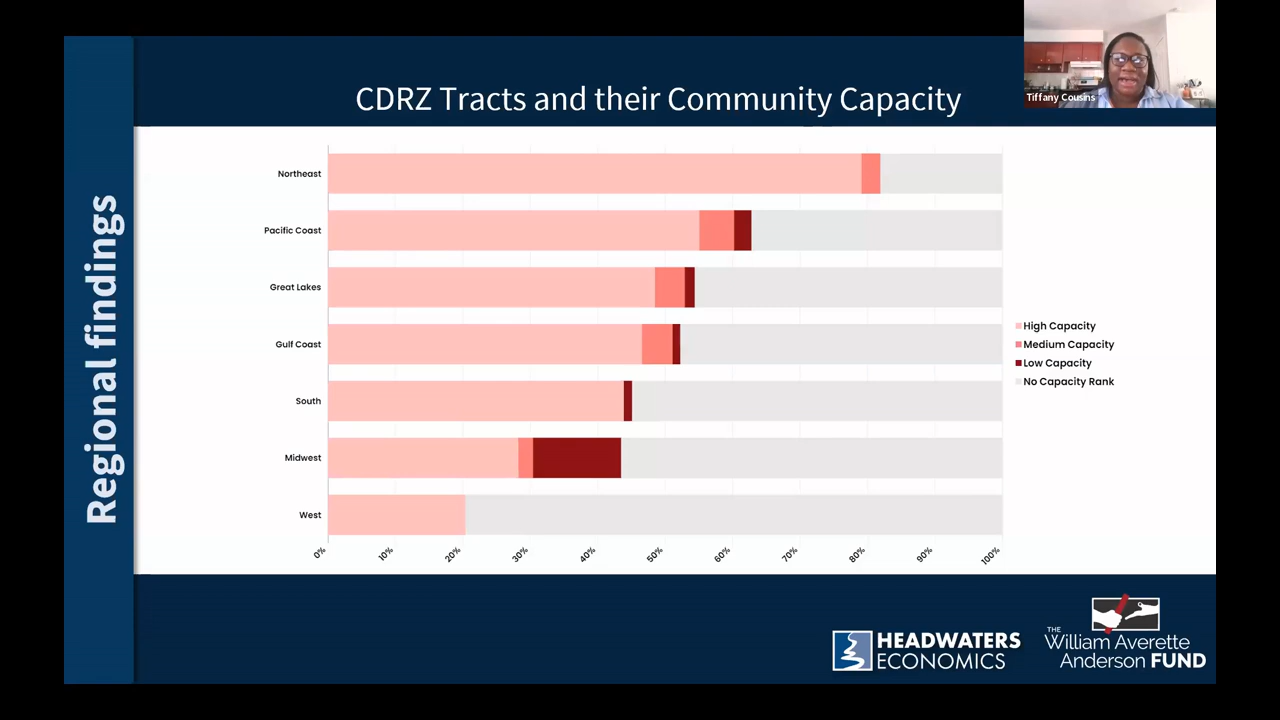 CDRZ Tracts and their Community Capacity
Tiffany Cousins
Regional findings
Northeast
Pacific Coast
Great Lakes
Gulf Coast
South
Midwest
West
0%
10%
20%
30%
40%
50%
60%
70%
80%
90%
100%
High Capacity
Medium Capacity
Low Capacity
No Capacity Rank
HEADWATERS
ECONOMICS
THE
William Averette
Anderson FUND